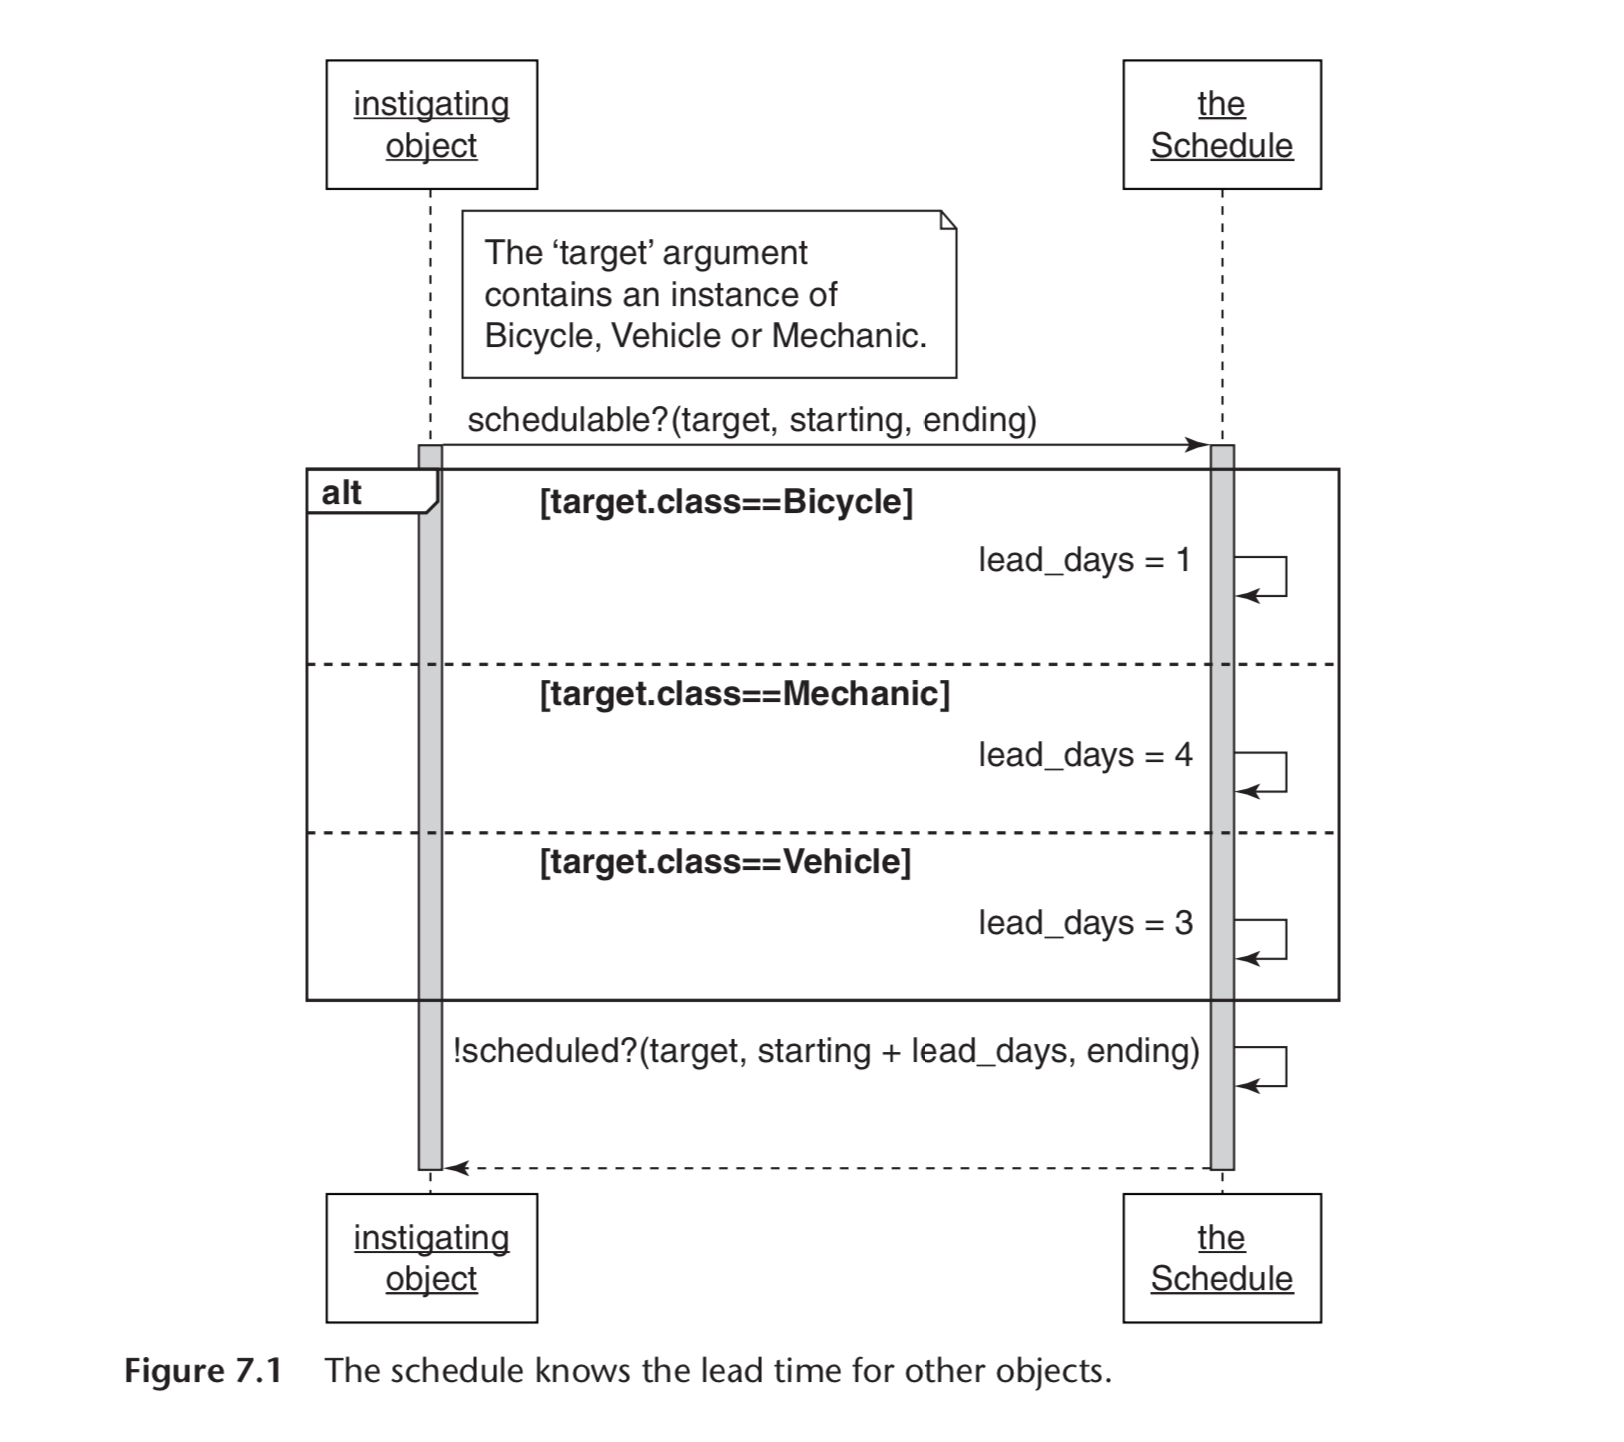 instigating
object
the
Schedule
The ‘target’ argument
contains an instance of
Bicycle, Vehicle or Mechanic.
schedulable?(target, starting, ending)
alt
[target.class==Bicycle]
lead_days = 1
[target.class==Mechanic]
lead_days = 4
[target.class==Vehicle]
lead_days = 3
!scheduled?(target, starting + lead_days, ending)
instigating
object
the
Schedule
Figure 7.1 The schedule knows the lead time for other objects.